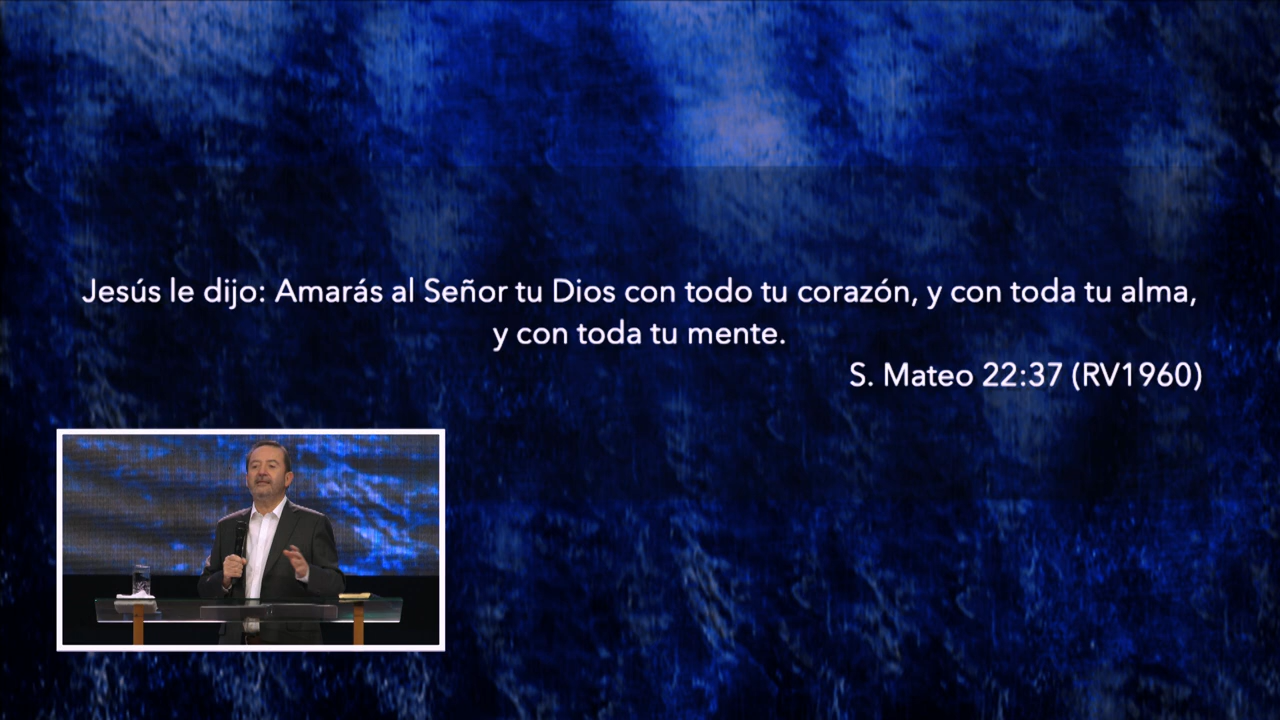 Jesús le dijo: Amarás al Señor tu Dios con todo tu corazón, y con toda tu alma,
y con toda tu mente.
S. Mateo 22:37 (RV1960)